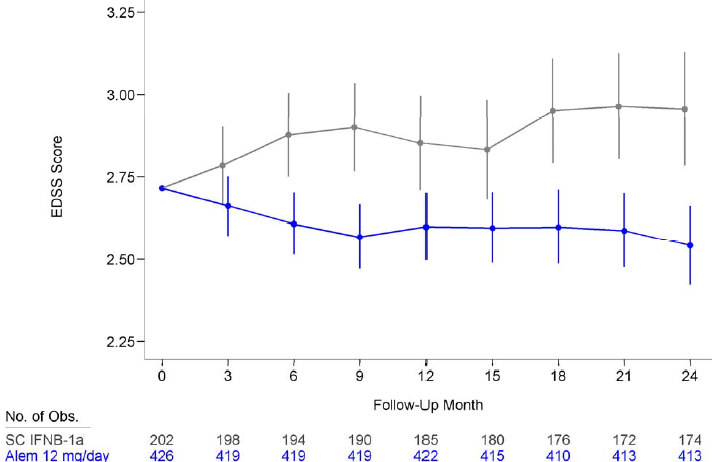 3.25
3.00
2.75
2.50
2.25
EDSS Score
0 3 6 9 12 15 18 21 24
Follow-Up Month
No. of Obs.
SC IFNB-1a 202 198 194 190 185 180 176 172 174
Alem 12 mg/day 426 419 419 419 422 415 410 413 413